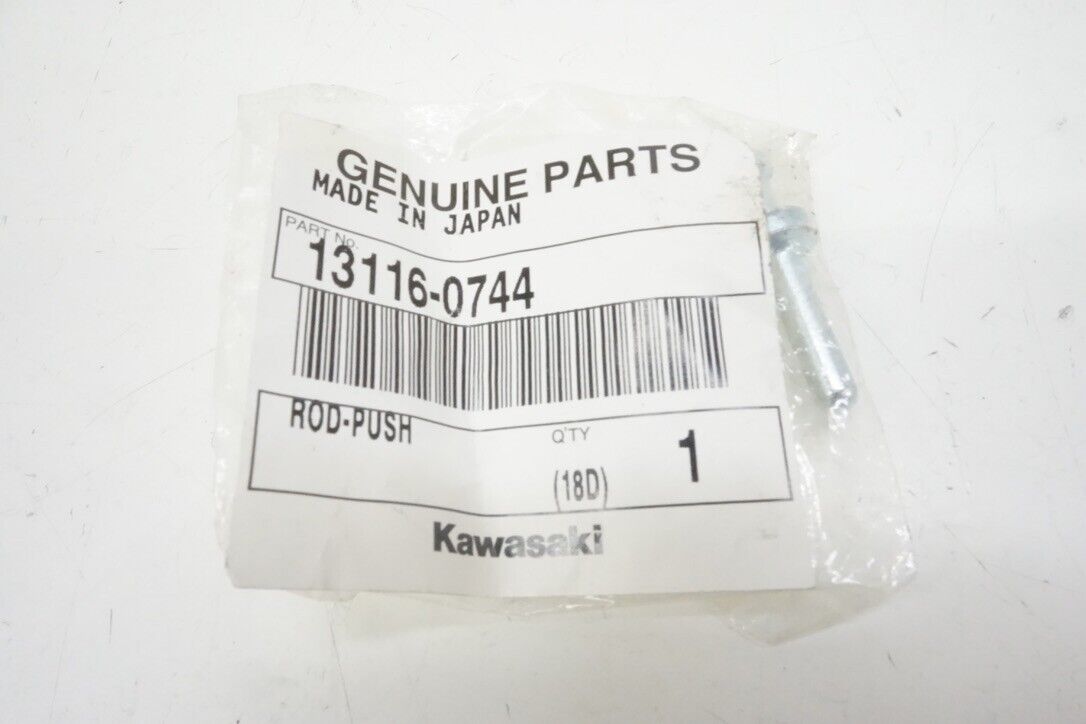 GENUINE PARTS
MADE IN JAPAN
PART No.
13116-0744
ROD-PUSH
Q'TY
1
(18D)
Kawasaki